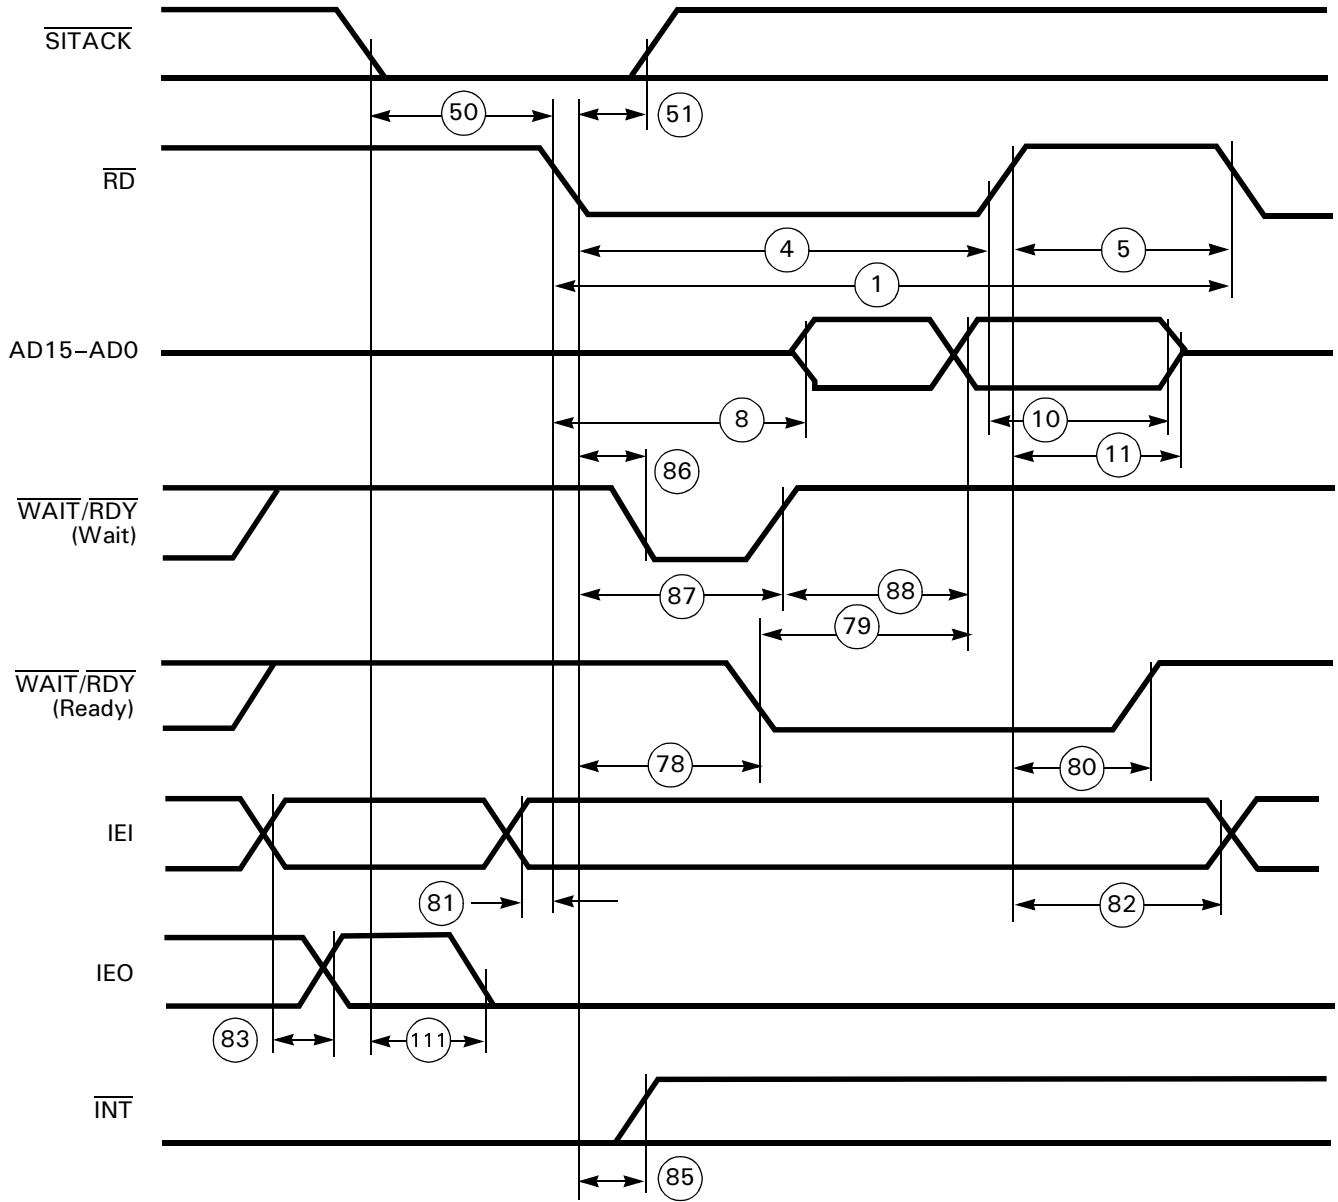 SITACK
50
51
RD
4
5
1
AD15–AD0
8
10
11
86
WAIT/RDY
(Wait)
87
88
79
WAIT/RDY
(Ready)
78
80
IEI
81
82
IEO
83
111
INT
85